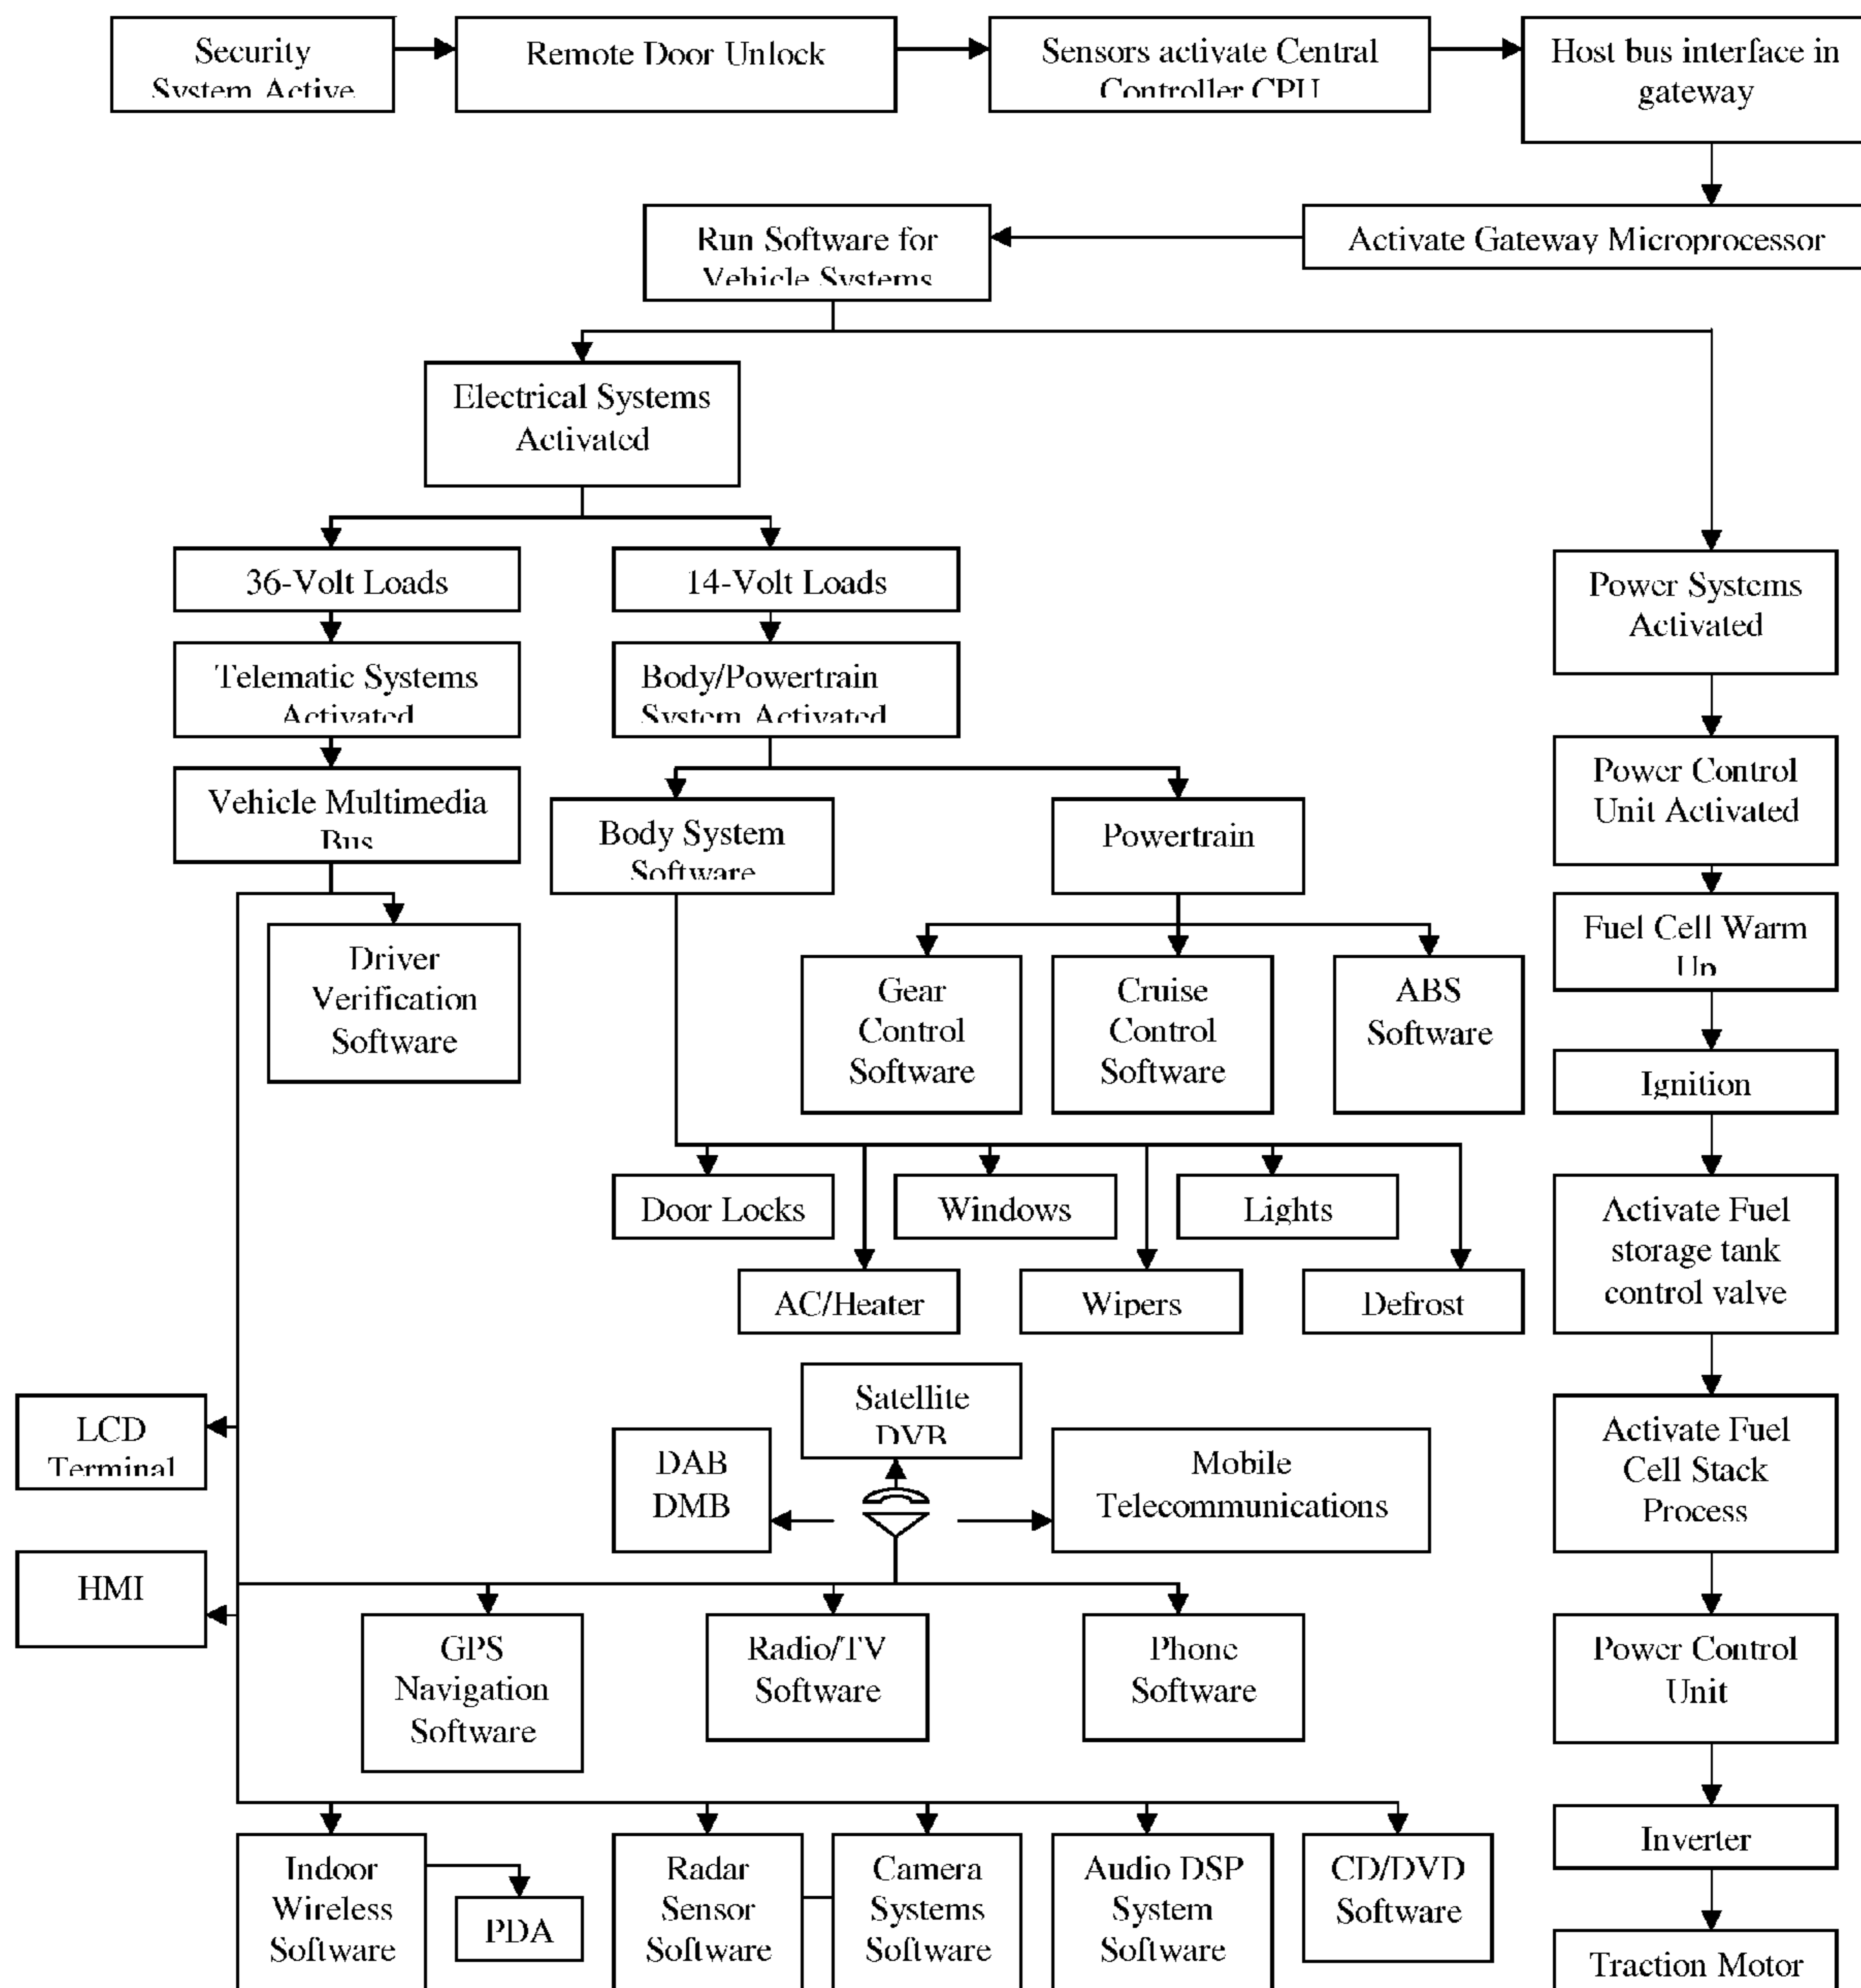 Security
System Active
Remote Door Unlock
Sensors activate Central
Controller CPU
Host bus interface in
gateway
Run Software for
Vehicle Systems
Activate Gateway Microprocessor
Electrical Systems
Activated
36-Volt Loads
14-Volt Loads
Power Systems
Activated
Telematic Systems
Activated
Body/Powertrain
System Activated
Power Control
Unit Activated
Vehicle Multimedia
Bus
Body System
Software
Powertrain
Fuel Cell Warm
Up
Driver
Verification
Software
Gear
Control
Software
Cruise
Control
Software
ABS
Software
Ignition
Door Locks
Windows
Lights
Activate Fuel
storage tank
control valve
AC/Heater
Wipers
Defrost
Satellite
DVB
LCD
Terminal
DAB
DMB
Mobile
Telecommunications
Activate Fuel
Cell Stack
Process
HMI
GPS
Navigation
Software
Radio/TV
Software
Phone
Software
Power Control
Unit
Inverter
Indoor
Wireless
Software
PDA
Radar
Sensor
Software
Camera
Systems
Software
Audio DSP
System
Software
CD/DVD
Software
Traction Motor